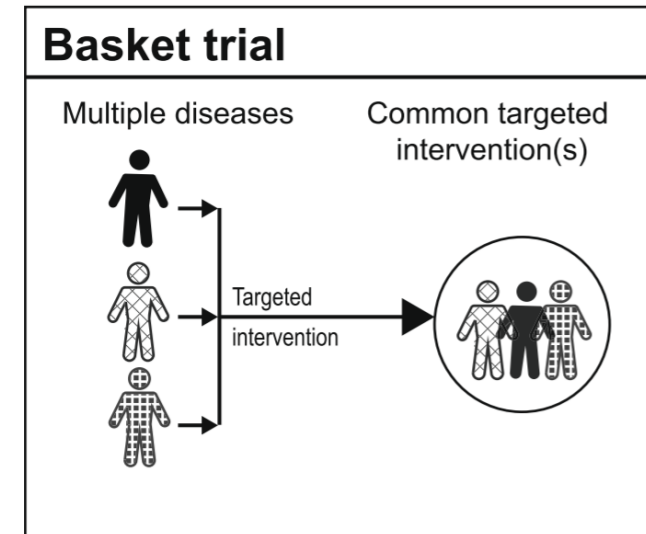 Basket trial
Multiple diseases
Common targeted
intervention(s)
Targeted
intervention